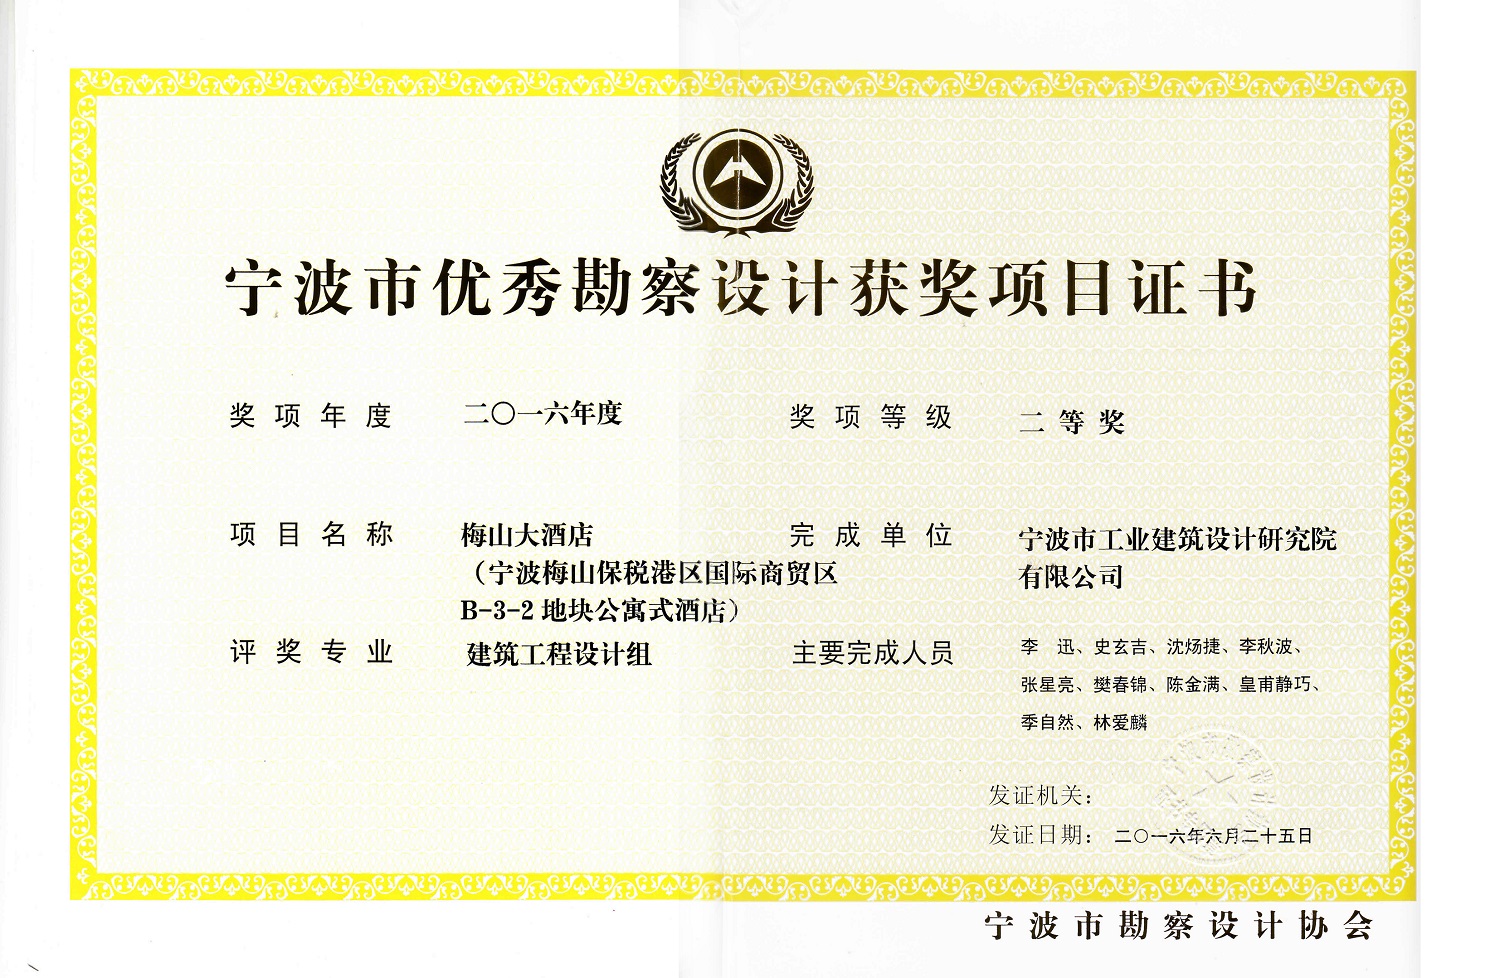 宁波市优秀勘察设计获奖项目证书
奖项年度 二〇一六年度 奖项等级 二等奖
项目名称 梅山大酒店 完成单位 宁波市工业建筑设计研究院
（宁波梅山保税港区国际商贸区 有限公司
B-3-2地块公寓式酒店）
评奖专业 建筑工程设计组 主要完成人员 李 迅、史玄吉、沈炀捷、李秋波、
张星亮、樊春锦、陈金满、皇甫静巧、
季自然、林爱麟
发证机关：
发证日期： 二〇一六年六月二十五日
宁波市勘察设计协会